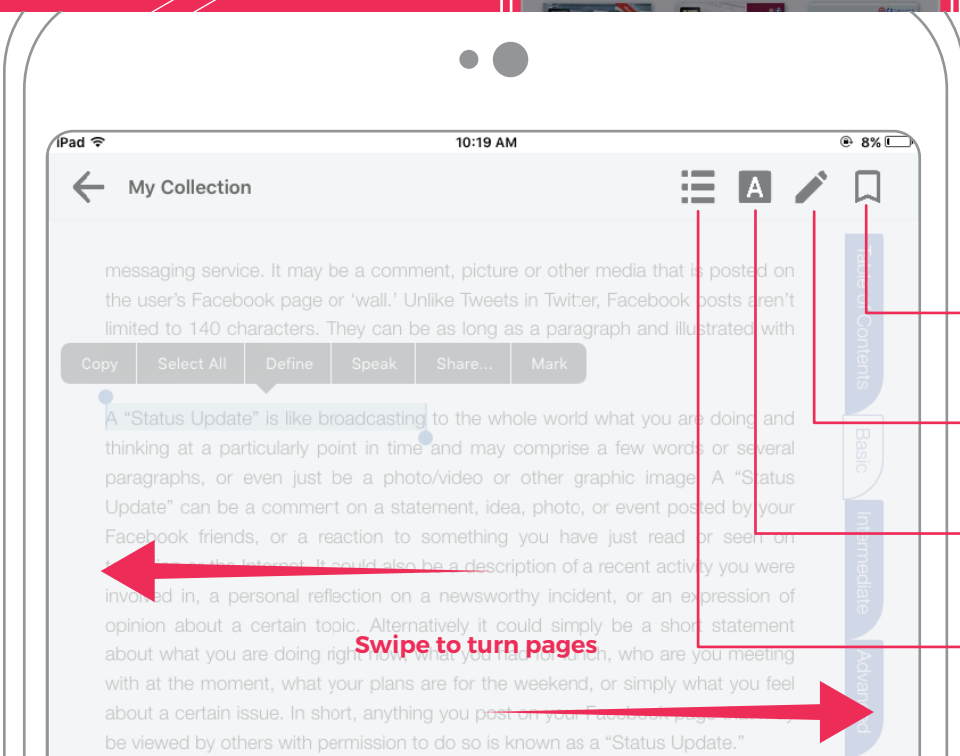 iPad 10:19 AM 8%
My Collection
A
messaging service. It may be a comment, picture or other media that is posted on
the user's Facebook page or 'wall.' Unlike Tweets in Twitter, Facebook posts aren't
limited to 140 characters. They can be as long as a paragraph and illustrated with
Copy Select All Define Speak Share... Mark
A “Status Update” is like broadcasting to the whole world what you are doing and
thinking at a particularly point in time and may comprise a few words or several
paragraphs, or even just be a photo/video or other graphic image. A “Status
Update” can be a comment on a statement, idea, photo, or event posted by your
Facebook friends, or a reaction to something you have just read or seen on
be a description of a recent activity you were
involved in, a personal reflection on a newsworthy incident, or an expression of
opinion about a certain topic. Alternatively it could simply be a short statement
Swipe to turn pages
about what you are doing right now, what you had for lunch, who are you meeting
with at the moment, what your plans are for the weekend, or simply what you feel
about a certain issue. In short, anything you post on your Facebook page
be viewed by others with permission to do so is known as a “Status Update.”
Table of Contents
Basic
Intermediate
Advanced